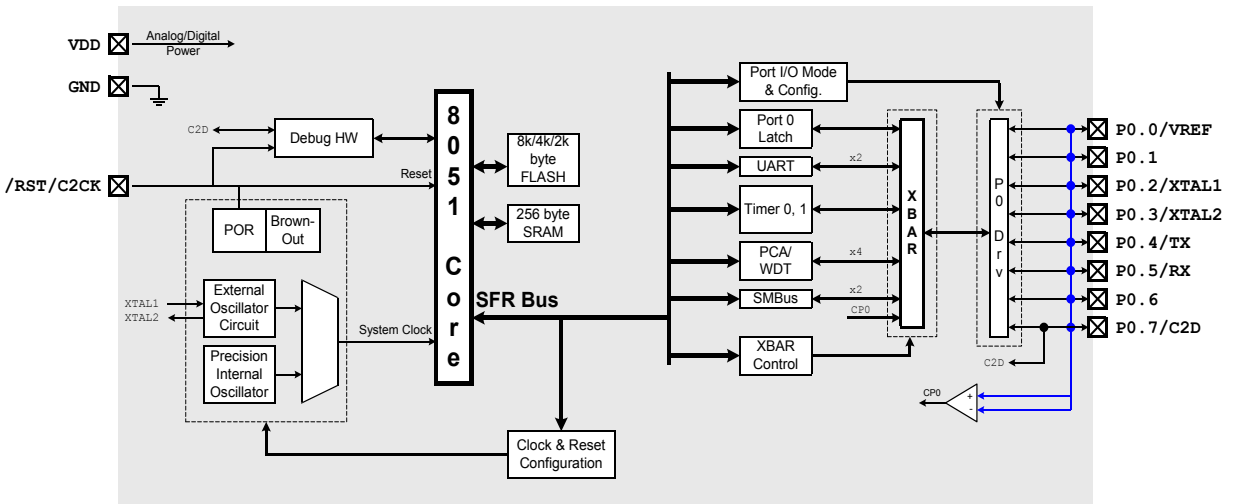 VDD
Analog/Digital
Power
GND
C2D
Debug HW
/RST/C2CK
Reset
POR
Brown-
Out
XTAL1
XTAL2
External
Oscillator
Circuit
Precision
Internal
Oscillator
System Clock
8
0
5
1
C
o
r
e
8k/4k/2k
byte
FLASH
256 byte
SRAM
SFR Bus
Clock & Reset
Configuration
Port I/O Mode
& Config.
Port 0
Latch
UART
x2
Timer 0, 1
PCA/
WDT
x4
SMBus
x2
CP0
XBAR
Control
X
B
A
R
P
0
D
r
v
C2D
CP0
+
-
P0.0/VREF
P0.1
P0.2/XTAL1
P0.3/XTAL2
P0.4/TX
P0.5/RX
P0.6
P0.7/C2D